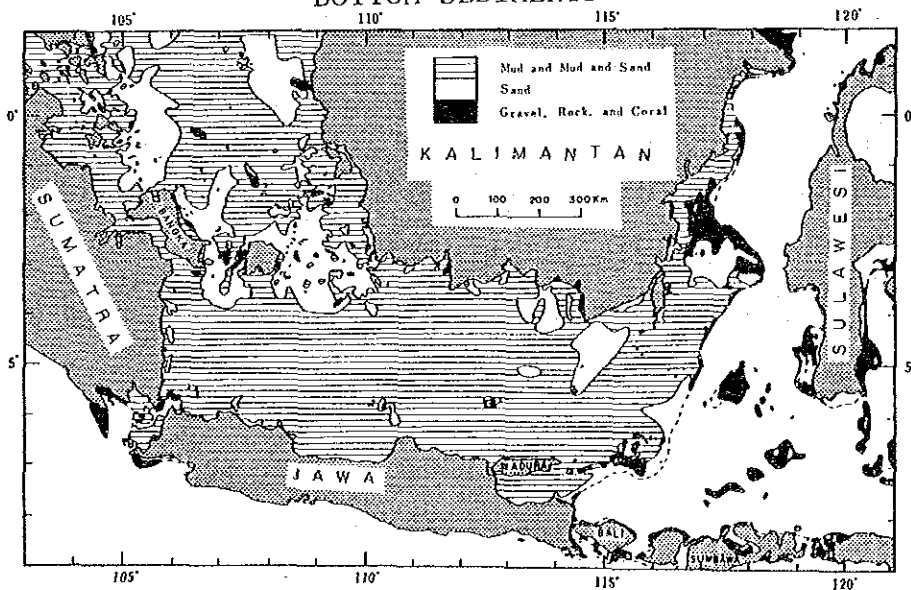 BOTTOM SEDIMENT
105° 110° 115° 120°
Mud and Mud and Sand
Sand
Gravel, Rock, and Coral
0° 0
KALIMANTAN
0 100 200 300Km
SUMATRA
BANGKA
SULAWESI
5 5
JAWA
MADURA
BALI
SUMBAWA
105° 110° 115° 120°